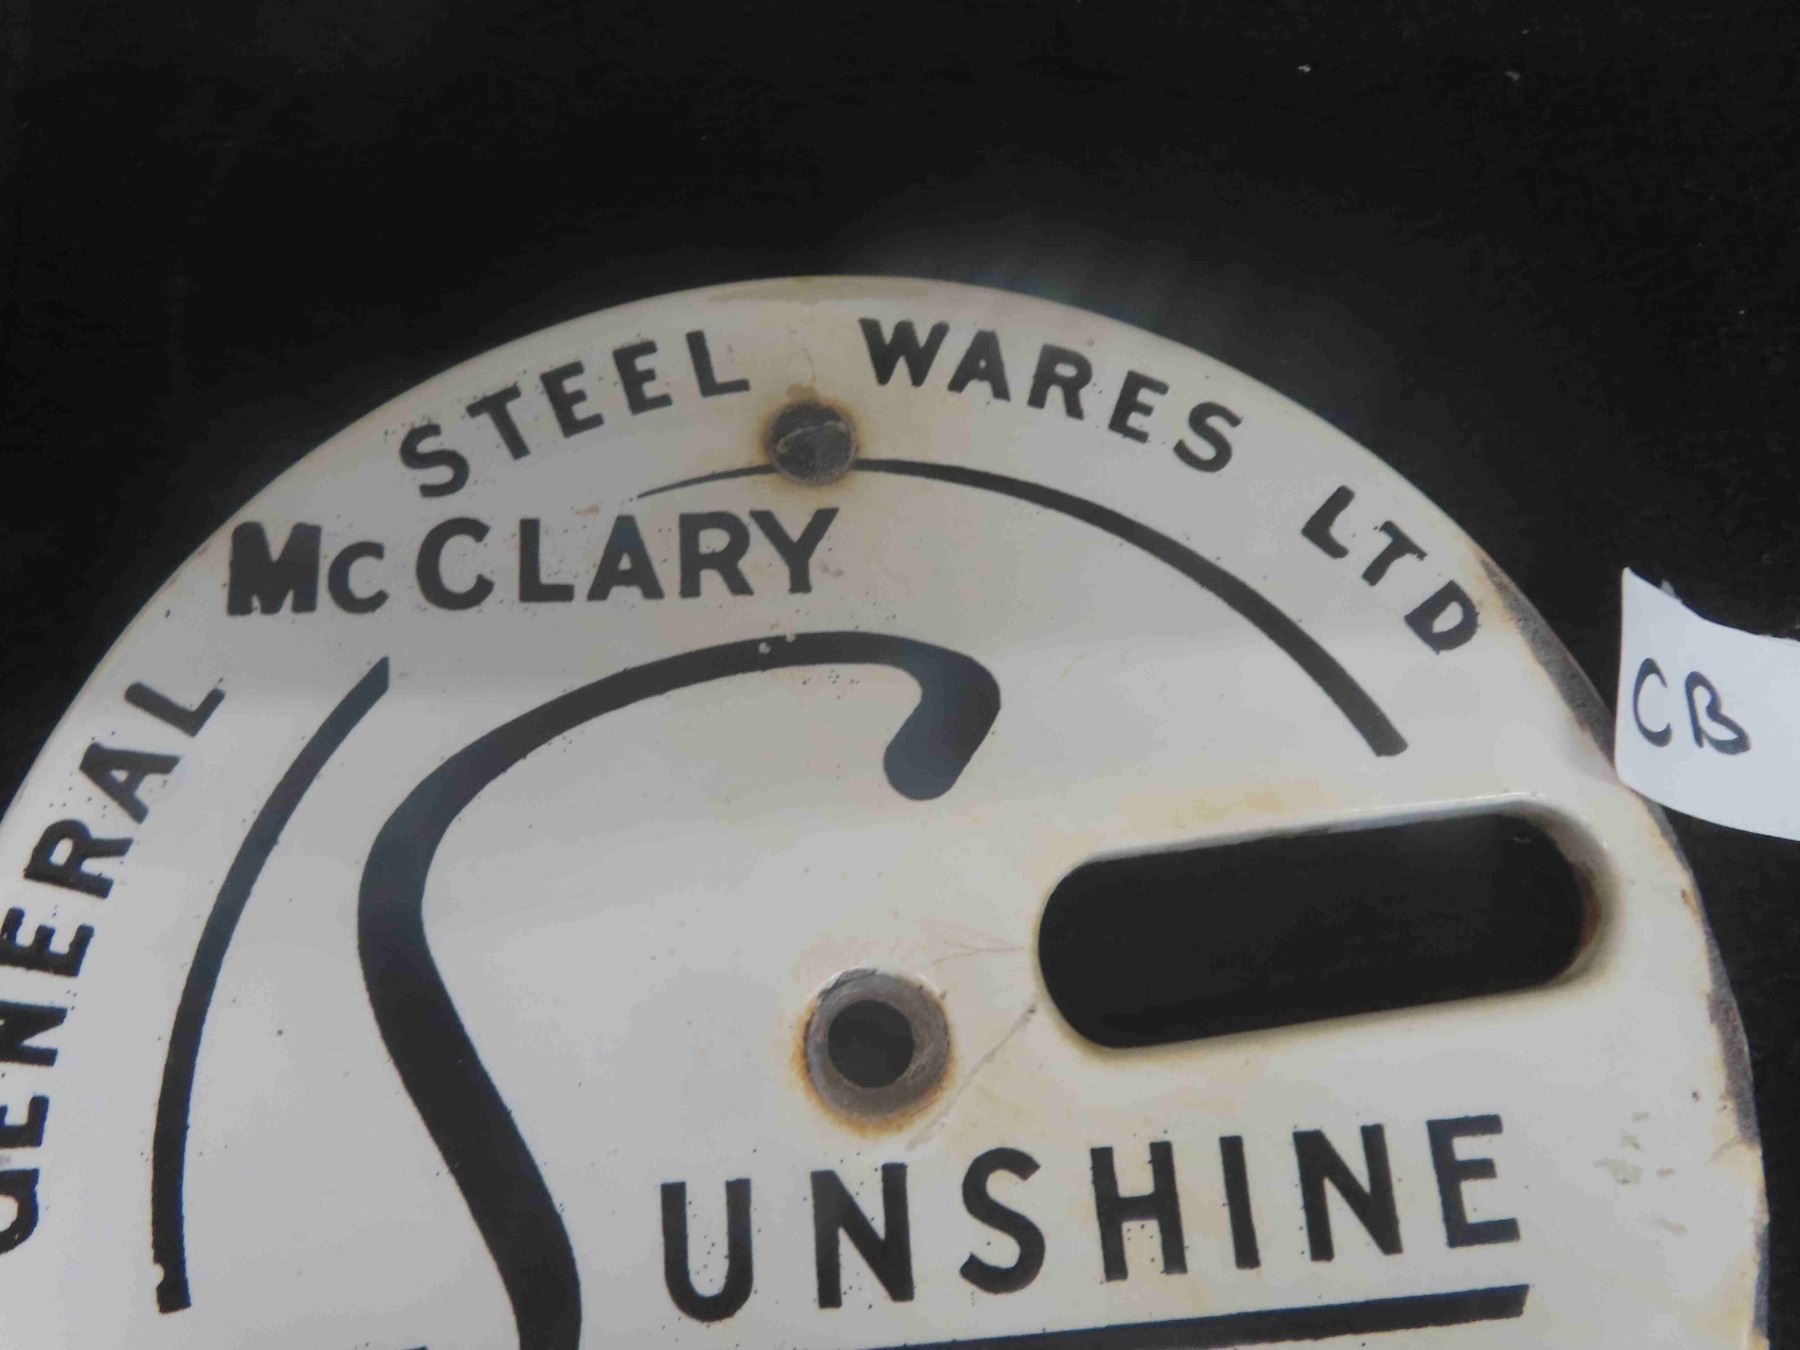 GENERAL STEEL WARES LTD
McCLARY
SUNSHINE
CB